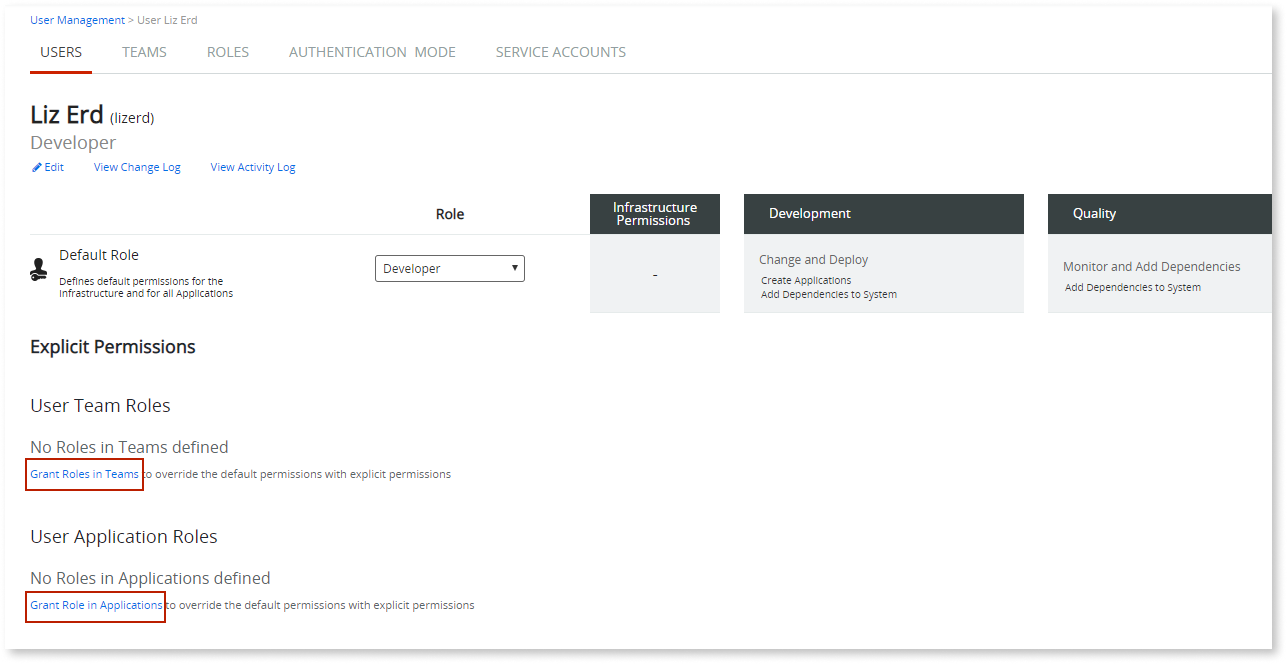 User Management > User Liz Erd
USERS TEAMS ROLES AUTHENTICATION MODE SERVICE ACCOUNTS
Liz Erd (lizerd)
Developer
Edit View Change Log View Activity Log
Role
Infrastructure
Permissions
Development
Quality
Default Role
Defines default permissions for the
Infrastructure and for all Applications
Developer
-
Change and Deploy
Create Applications
Add Dependencies to System
Monitor and Add Dependencies
Add Dependencies to System
Explicit Permissions
User Team Roles
No Roles in Teams defined
Grant Roles in Teams to override the default permissions with explicit permissions
User Application Roles
No Roles in Applications defined
Grant Role in Applications to override the default permissions with explicit permissions